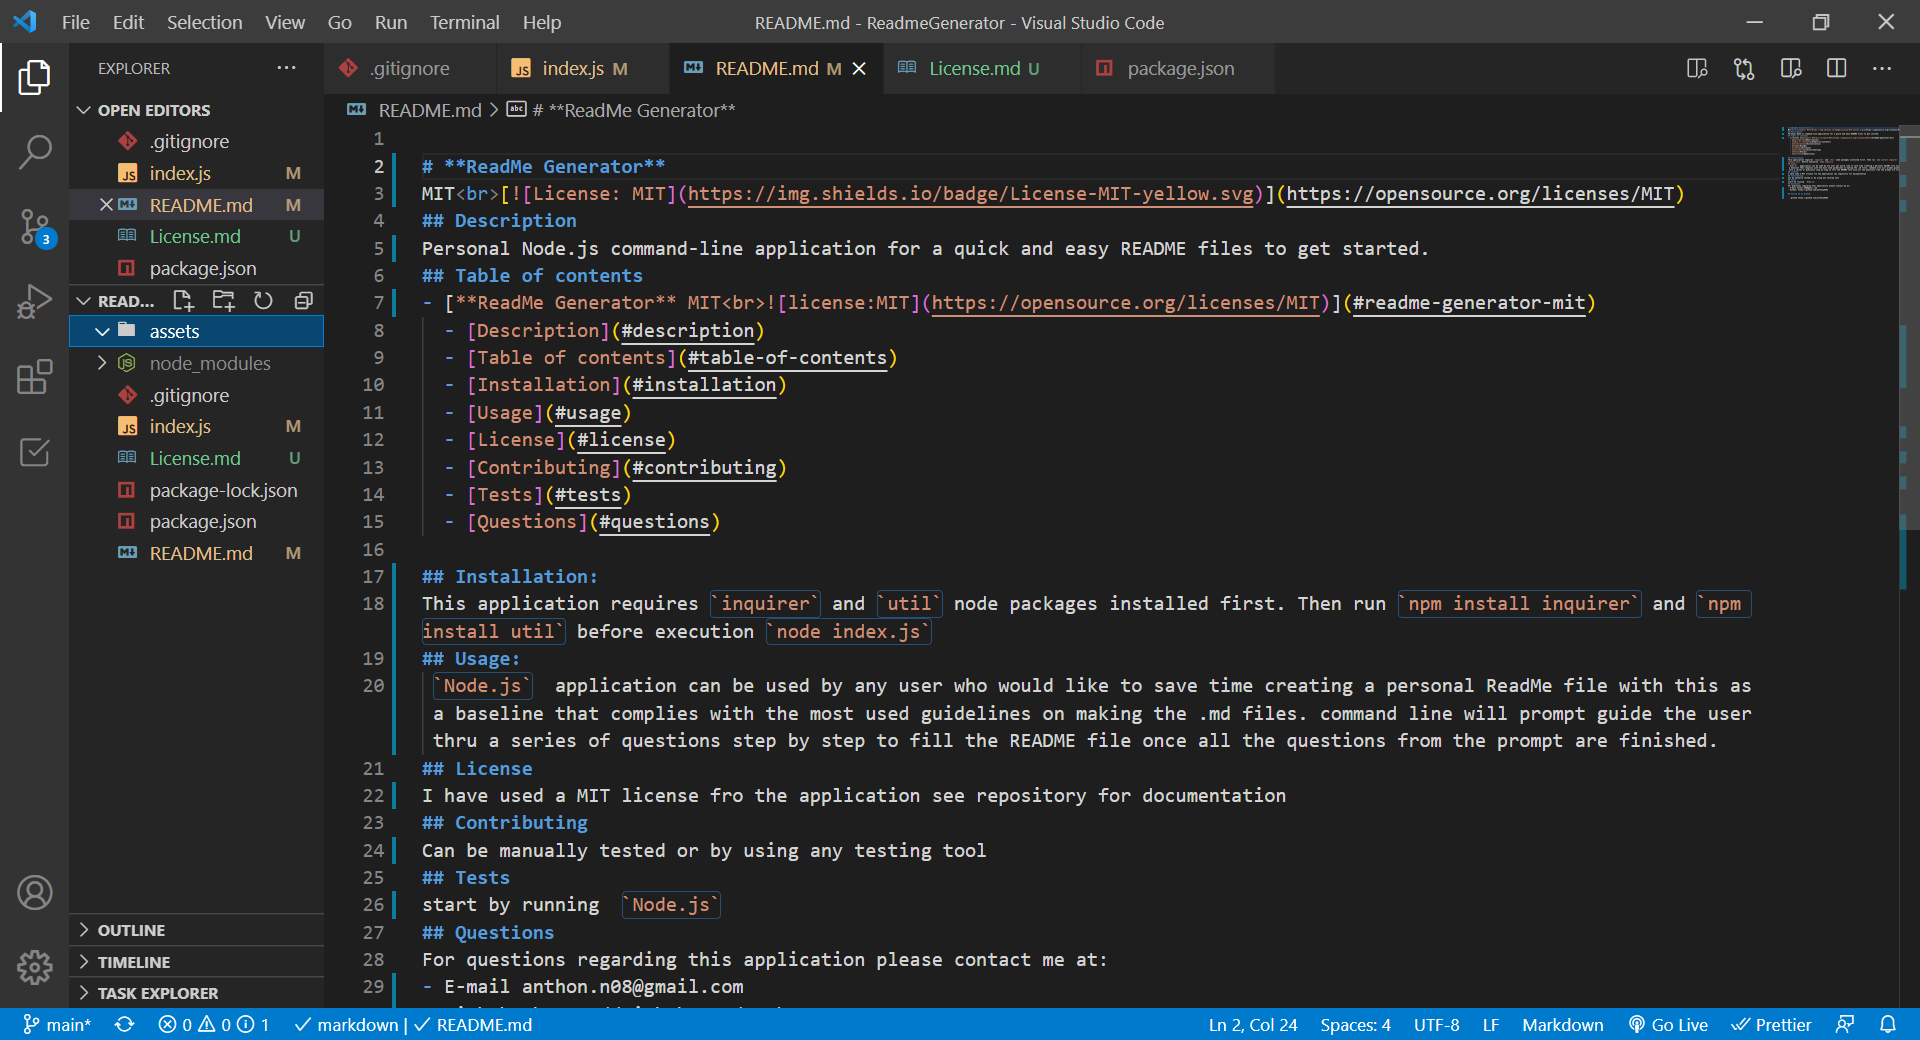 File Edit Selection View Go Run Terminal Help
README.md - ReadmeGenerator - Visual Studio Code
EXPLORER
OPEN EDITORS
.gitignore
index.js M
README.md M
License.md U
package.json
READ...
assets
node_modules
.gitignore
index.js M
License.md U
package-lock.json
package.json
README.md M
OUTLINE
TIMELINE
TASK EXPLORER
3
.gitignore
index.js M
README.md M
License.md U
package.json
README.md > # **ReadMe Generator**
1
2 # **ReadMe Generator**
3 MIT<br>[![License: MIT](https://img.shields.io/badge/License-MIT-yellow.svg)](https://opensource.org/licenses/MIT)
4 ## Description
5 Personal Node.js command-line application for a quick and easy README files to get started.
6 ## Table of contents
7 - [**ReadMe Generator** MIT<br>![license:MIT](https://opensource.org/licenses/MIT)](#readme-generator-mit)
8 - [Description](#description)
9 - [Table of contents](#table-of-contents)
10 - [Installation](#installation)
11 - [Usage](#usage)
12 - [License](#license)
13 - [Contributing](#contributing)
14 - [Tests](#tests)
15 - [Questions](#questions)
16
17 ## Installation:
18 This application requires `inquirer` and `util` node packages installed first. Then run `npm install inquirer` and `npm
install util` before execution `node index.js`
19 ## Usage:
20 `Node.js`  application can be used by any user who would like to save time creating a personal ReadMe file with this as
a baseline that complies with the most used guidelines on making the .md files. command line will prompt guide the user
thru a series of questions step by step to fill the README file once all the questions from the prompt are finished.
21 ## License
22 I have used a MIT license fro the application see repository for documentation
23 ## Contributing
24 Can be manually tested or by using any testing tool
25 ## Tests
26 start by running  `Node.js`
27 ## Questions
28 For questions regarding this application please contact me at:
29 - E-mail anthon.n08@gmail.com
main* 0 0 1 markdown | README.md
Ln 2, Col 24 Spaces: 4 UTF-8 LF Markdown Go Live Prettier